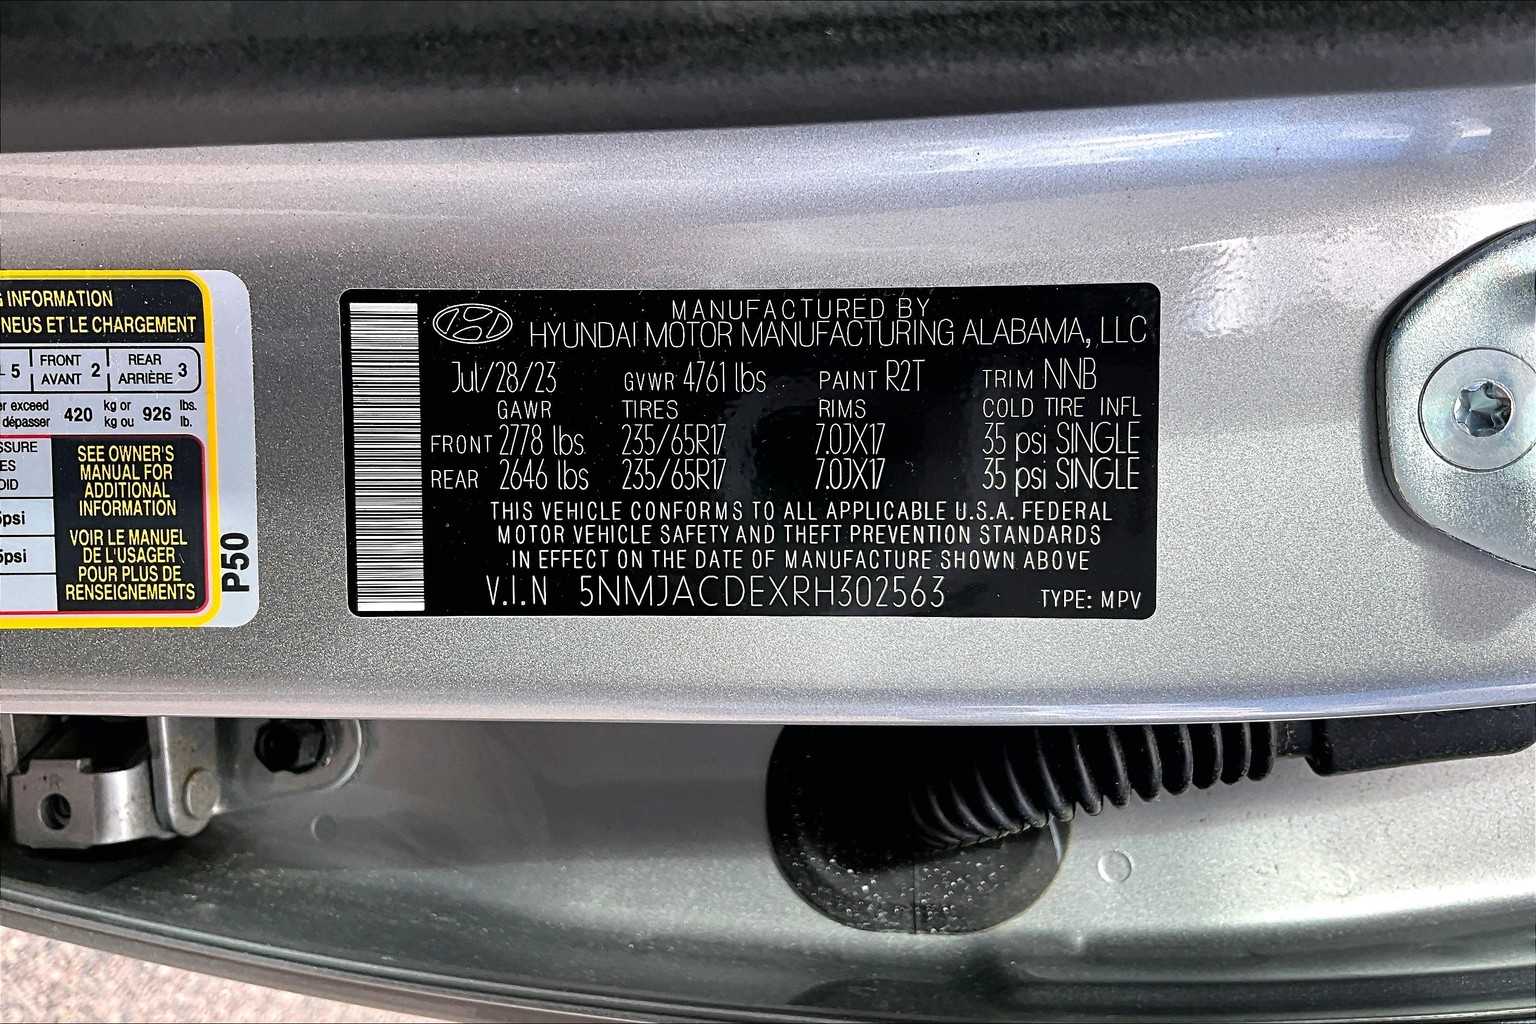 INFORMATION
NEUS ET LE CHARGEMENT
5 FRONT AVANT 2 REAR ARRIÈRE 3
exceed dépasser 420 kg or kg ou 926 lbs. lb.
SEE OWNER'S
MANUAL FOR
ADDITIONAL
INFORMATION
psi
psi
VOIR LE MANUEL
DE L'USAGER
POUR PLUS DE
RENSEIGNEMENTS
P50
MANUFACTURED BY
HYUNDAI MOTOR MANUFACTURING ALABAMA, LLC
Jul/28/23 GVWR 4761 lbs PAINT R2T TRIM NNB
GAWR TIRES RIMS COLD TIRE INFL
FRONT 2778 lbs 235/65R17 7.0JX17 35 psi SINGLE
REAR 2646 lbs 235/65R17 7.0JX17 35 psi SINGLE
THIS VEHICLE CONFORMS TO ALL APPLICABLE U.S.A. FEDERAL
MOTOR VEHICLE SAFETY AND THEFT PREVENTION STANDARDS
IN EFFECT ON THE DATE OF MANUFACTURE SHOWN ABOVE
V.I.N 5NMJACDEXRH302563 TYPE: MPV